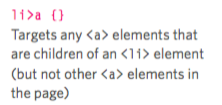 li>a {}
Targets any <a> elements that
are children of an <li> element
(but not other <a> elements in
the page)